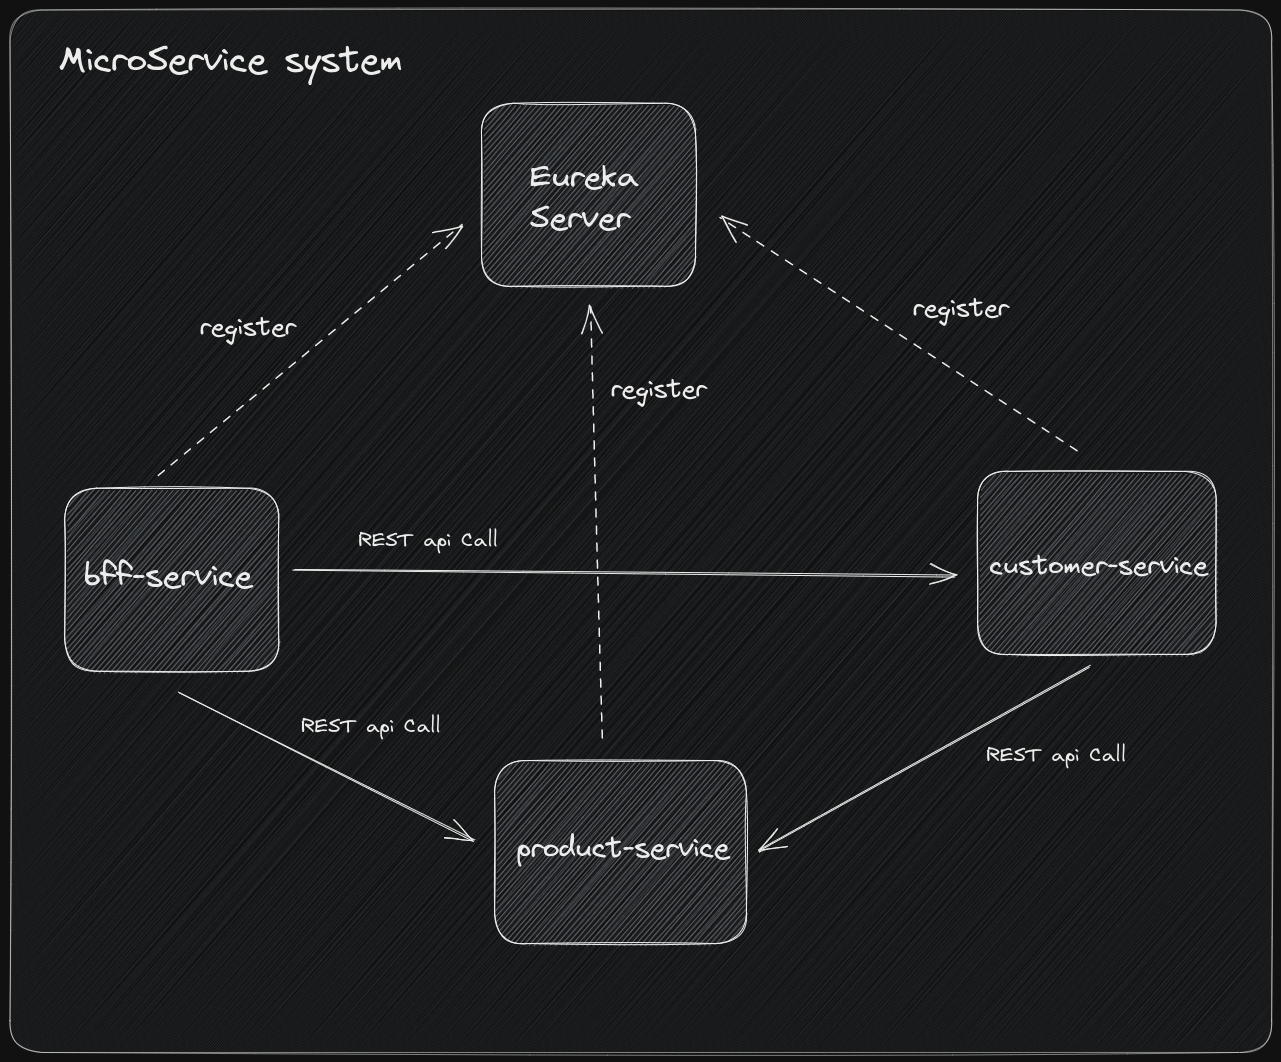 MicroService system
Eureka
Server
register
register
register
REST api Call
bff-service
customer-service
REST api Call
REST api Call
product-service